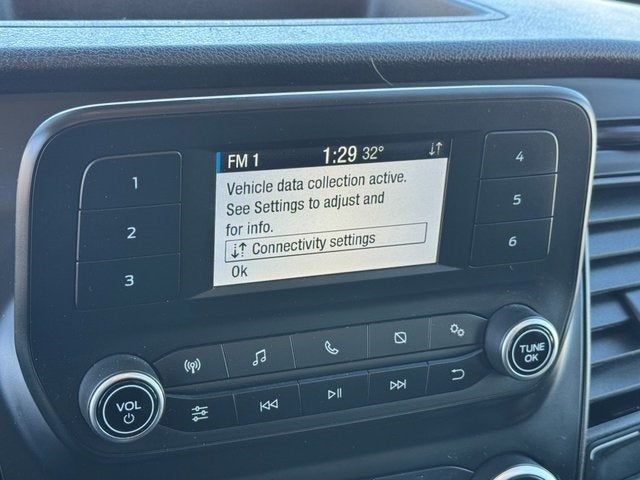 FM 1 1:29 32°
Vehicle data collection active.
See Settings to adjust and
for info.
Connectivity settings
Ok
1
2
3
4
5
6
VOL
TUNE
OK